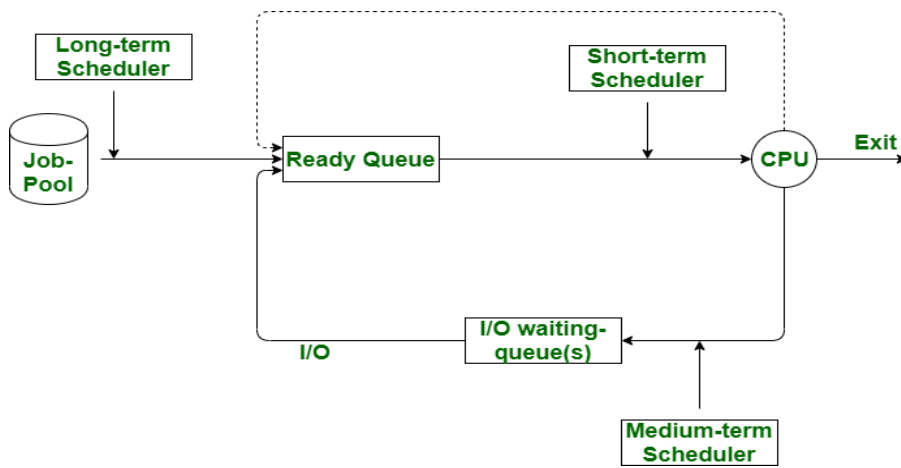 Long-term
Scheduler
Short-term
Scheduler
Job-
Pool
Ready Queue
CPU
Exit
I/O waiting-
queue(s)
I/O
Medium-term
Scheduler